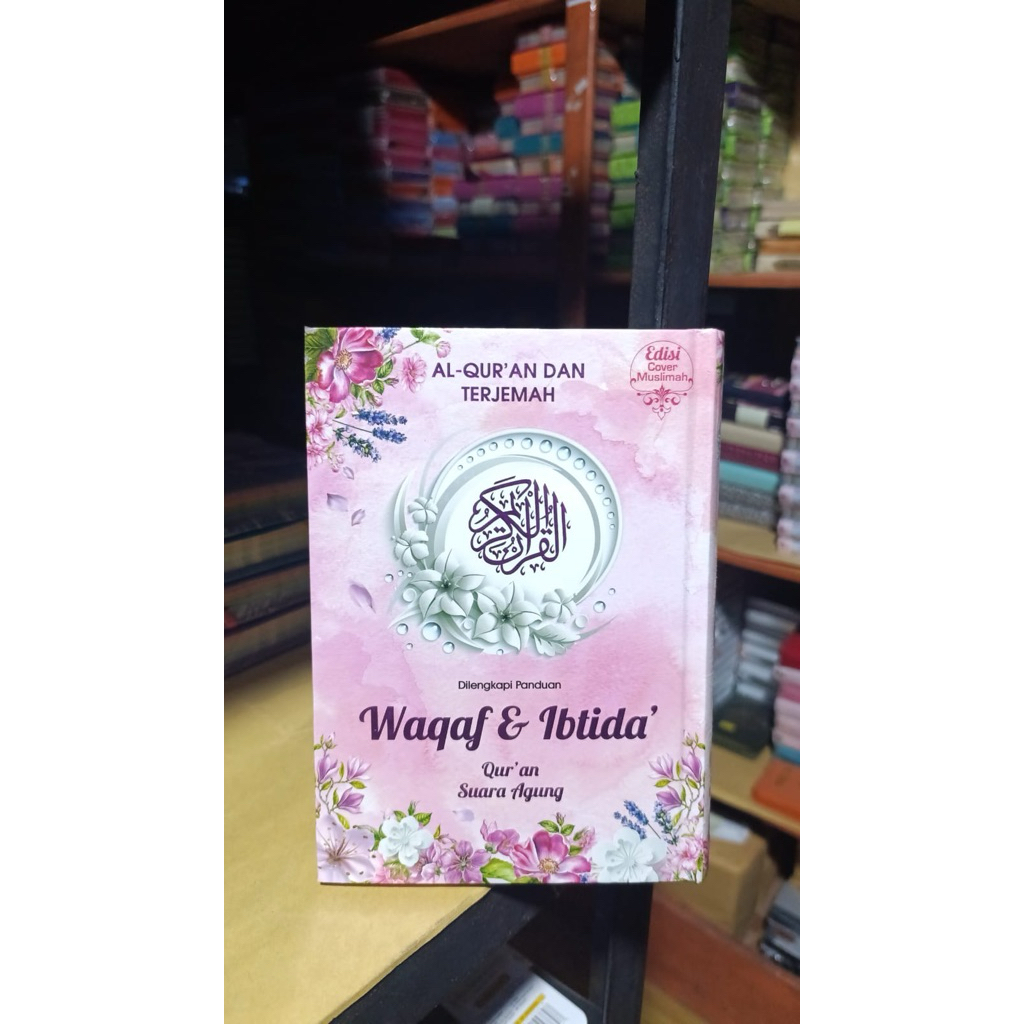 AL-QUR'AN DAN
TERJEMAH
Edisi
Cover
Muslimah
القرآن الكريم
Dilengkapi Panduan
Waqaf & Ibtida'
Qur'an
Suara Agung